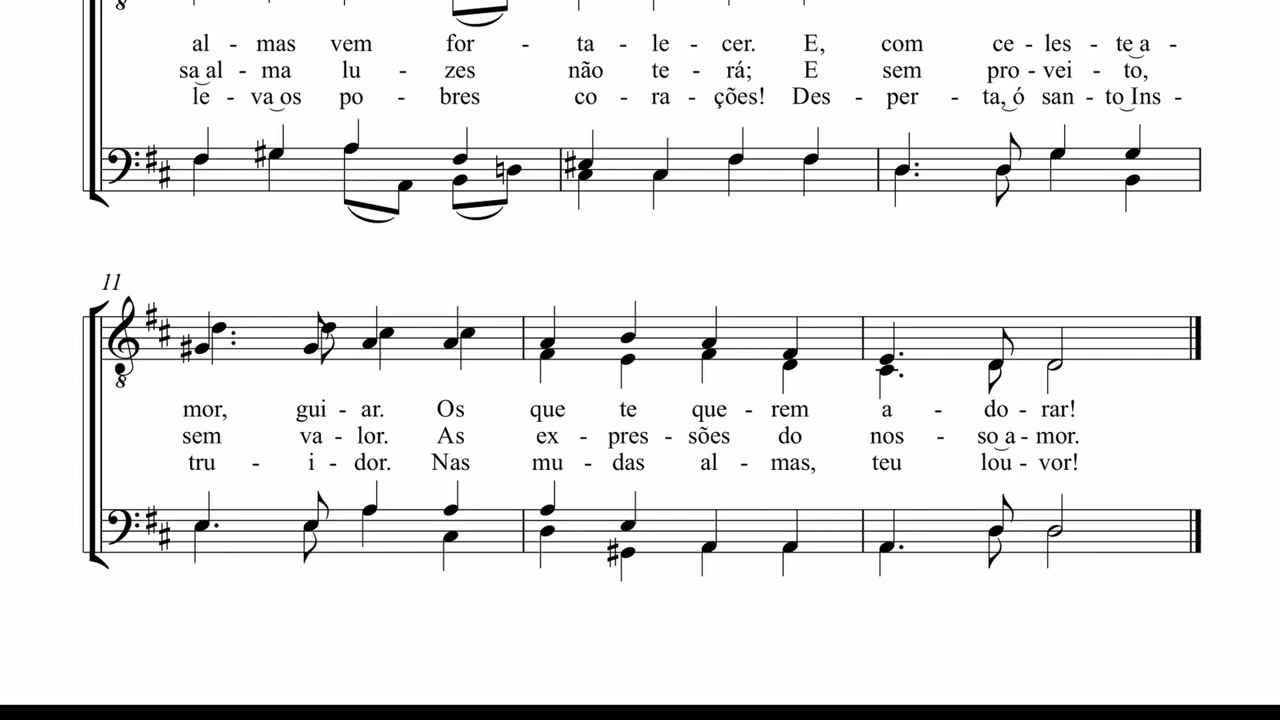 8
al - mas vem for - ta - le - cer. E, com ce - les - te a -
sa al - ma lu - zes não te - rá; E sem pro - vei - to,
le - va os po - bres co - ra - ções! Des - per - ta, ó san - to Ins -
11
8
mor, gui - ar. Os que te que - rem a - do - rar!
sem va - lor. As ex - pres - sões do nos - so a - mor.
tru - i - dor. Nas mu - das al - mas, teu lou - vor!